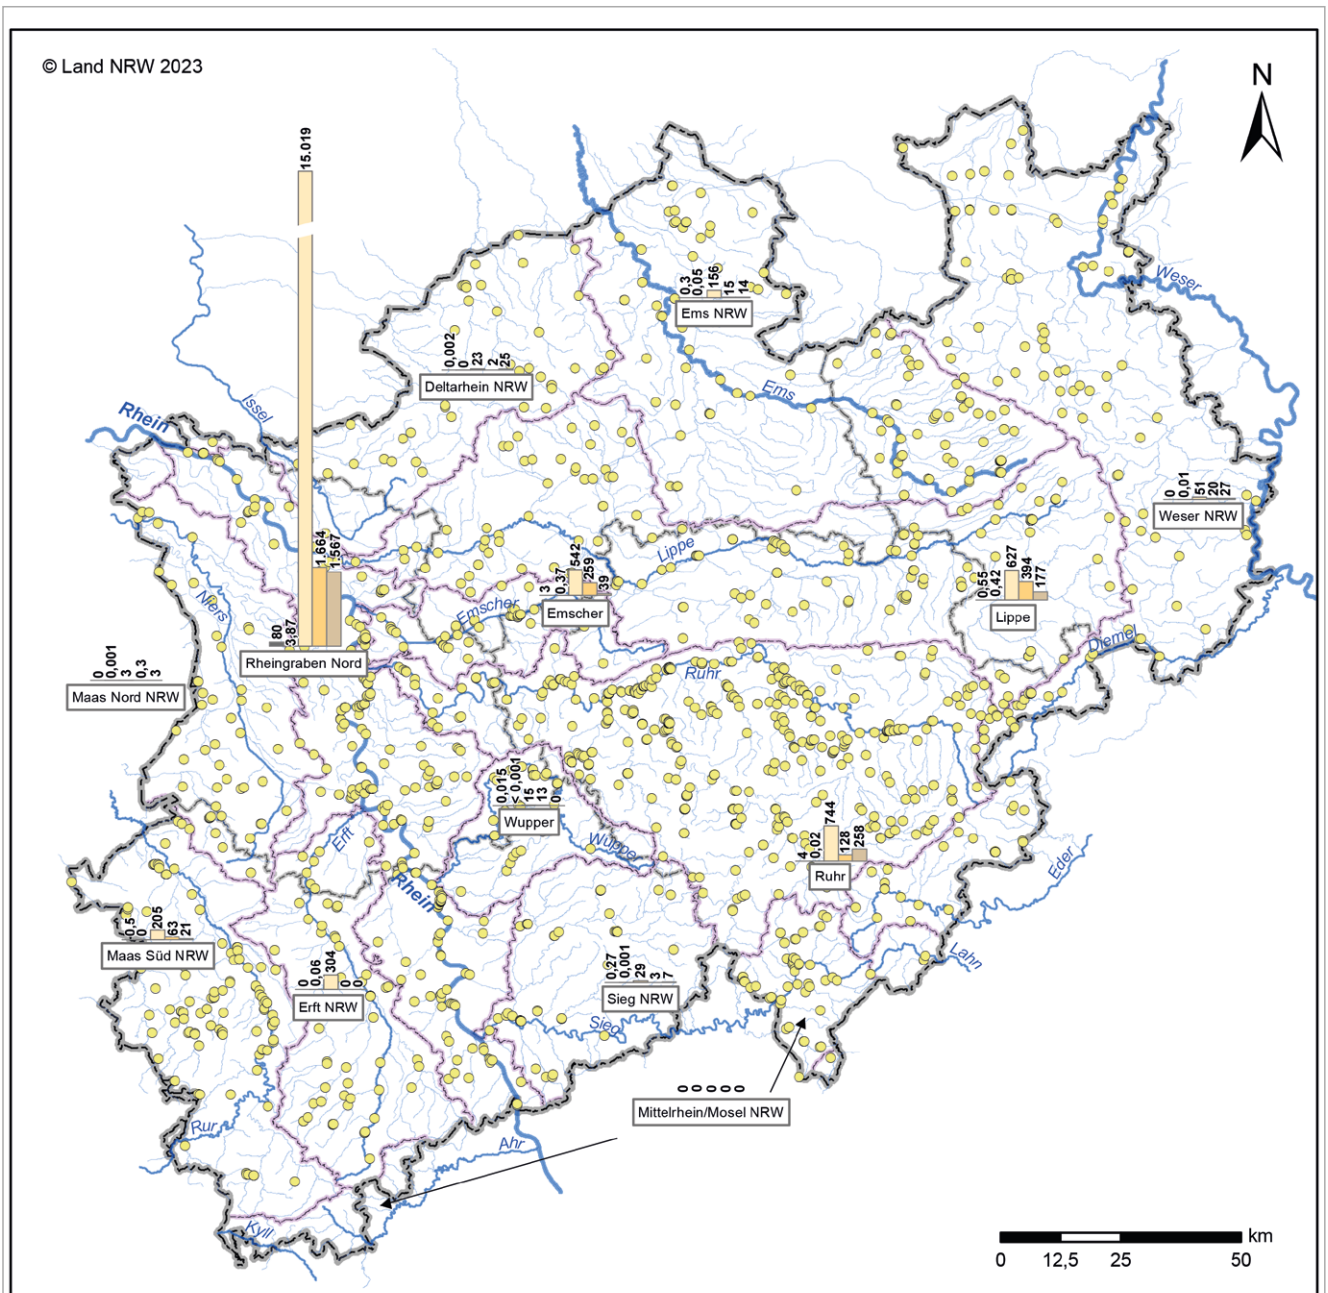 © Land NRW 2023
N
15.019
Weser
0,3
0,05
156
15
14
Ems NRW
0,002
0
23
2
25
Deltarhein NRW
Ems
Issel
Rhein
0
0,01
51
20
27
Weser NRW
1.664
1.567
80
3,87
Rheingraben Nord
Lippe
3
0,37
542
259
39
Emscher
Emscher
0,55
0,42
627
394
177
Lippe
Niers
Diemel
0
0,001
3
0,3
3
Maas Nord NRW
Ruhr
0,015
< 0,001
15
13
0
Wupper
Wupper
Erft
4
0,02
744
128
258
Ruhr
Eder
Rhein
0,5
0
205
63
21
Maas Süd NRW
Lahn
0
0,06
304
0
0
Erft NRW
0,27
0,001
29
3
7
Sieg NRW
Sieg
0 0 0 0 0
Mittelrhein/Mosel NRW
Rur
Ahr
Kyll
km
0 12,5 25 50